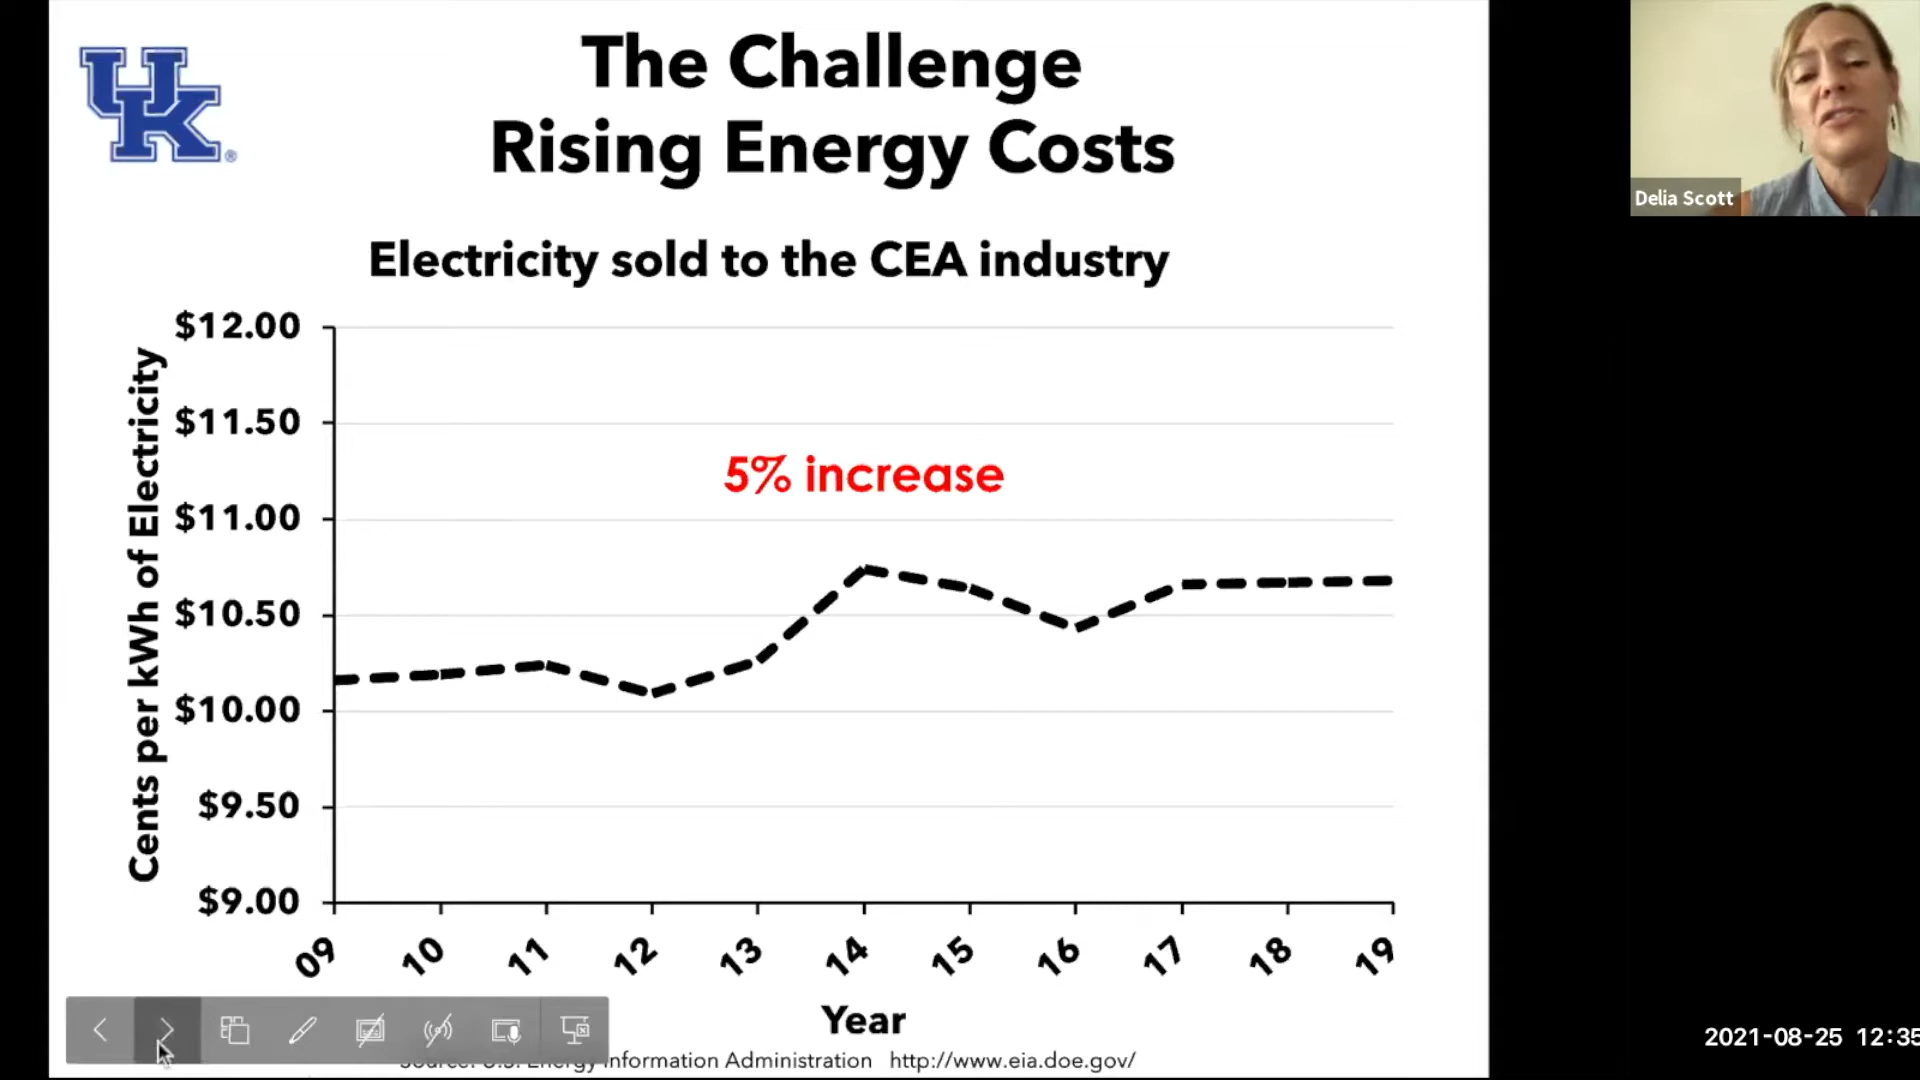 UK®
The Challenge
Rising Energy Costs
Delia Scott
Electricity sold to the CEA industry
Cents per kWh of Electricity
$12.00
$11.50
5% increase
$11.00
$10.50
$10.00
$9.50
$9.00
09 10 11 12 13 14 15 16 17 18 19
Year
Source: U.S. Energy Information Administration http://www.eia.doe.gov/
2021-08-25 12:35